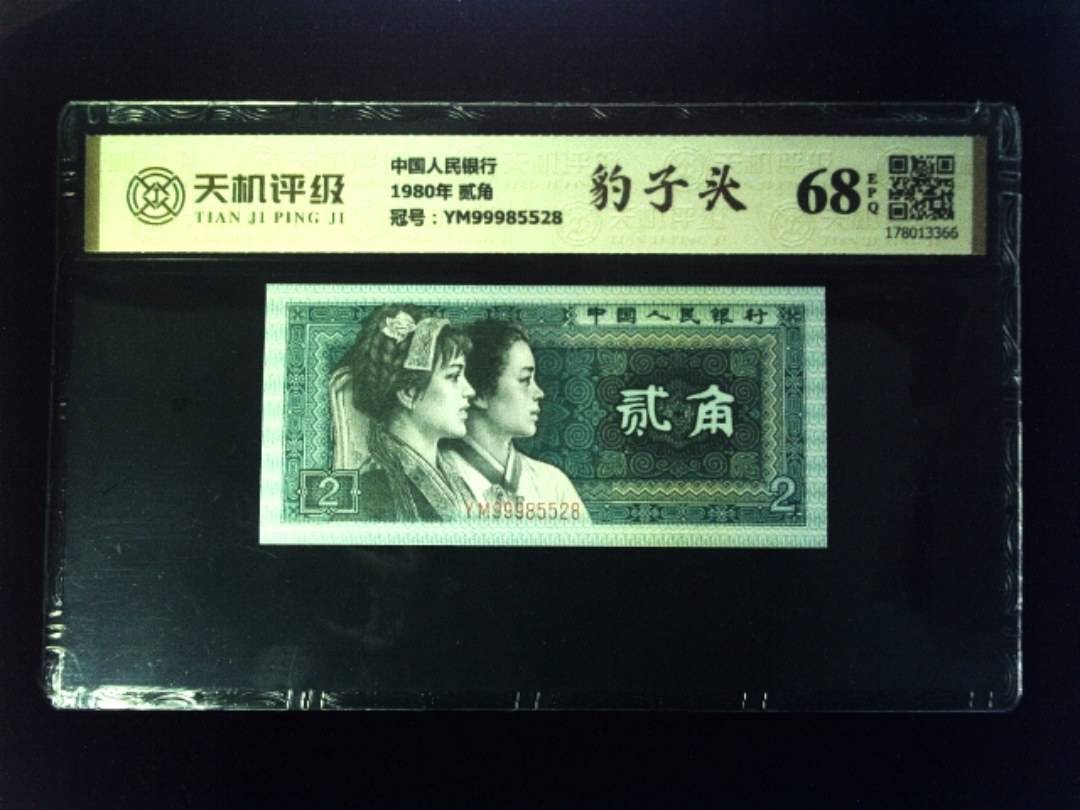 天机评级
TIAN JI PING JI
中国人民银行
1980年 贰角
冠号：YM99985528
豹子头
68
EPQ
178013366
中国人民银行
贰角
2
YM99985528
2